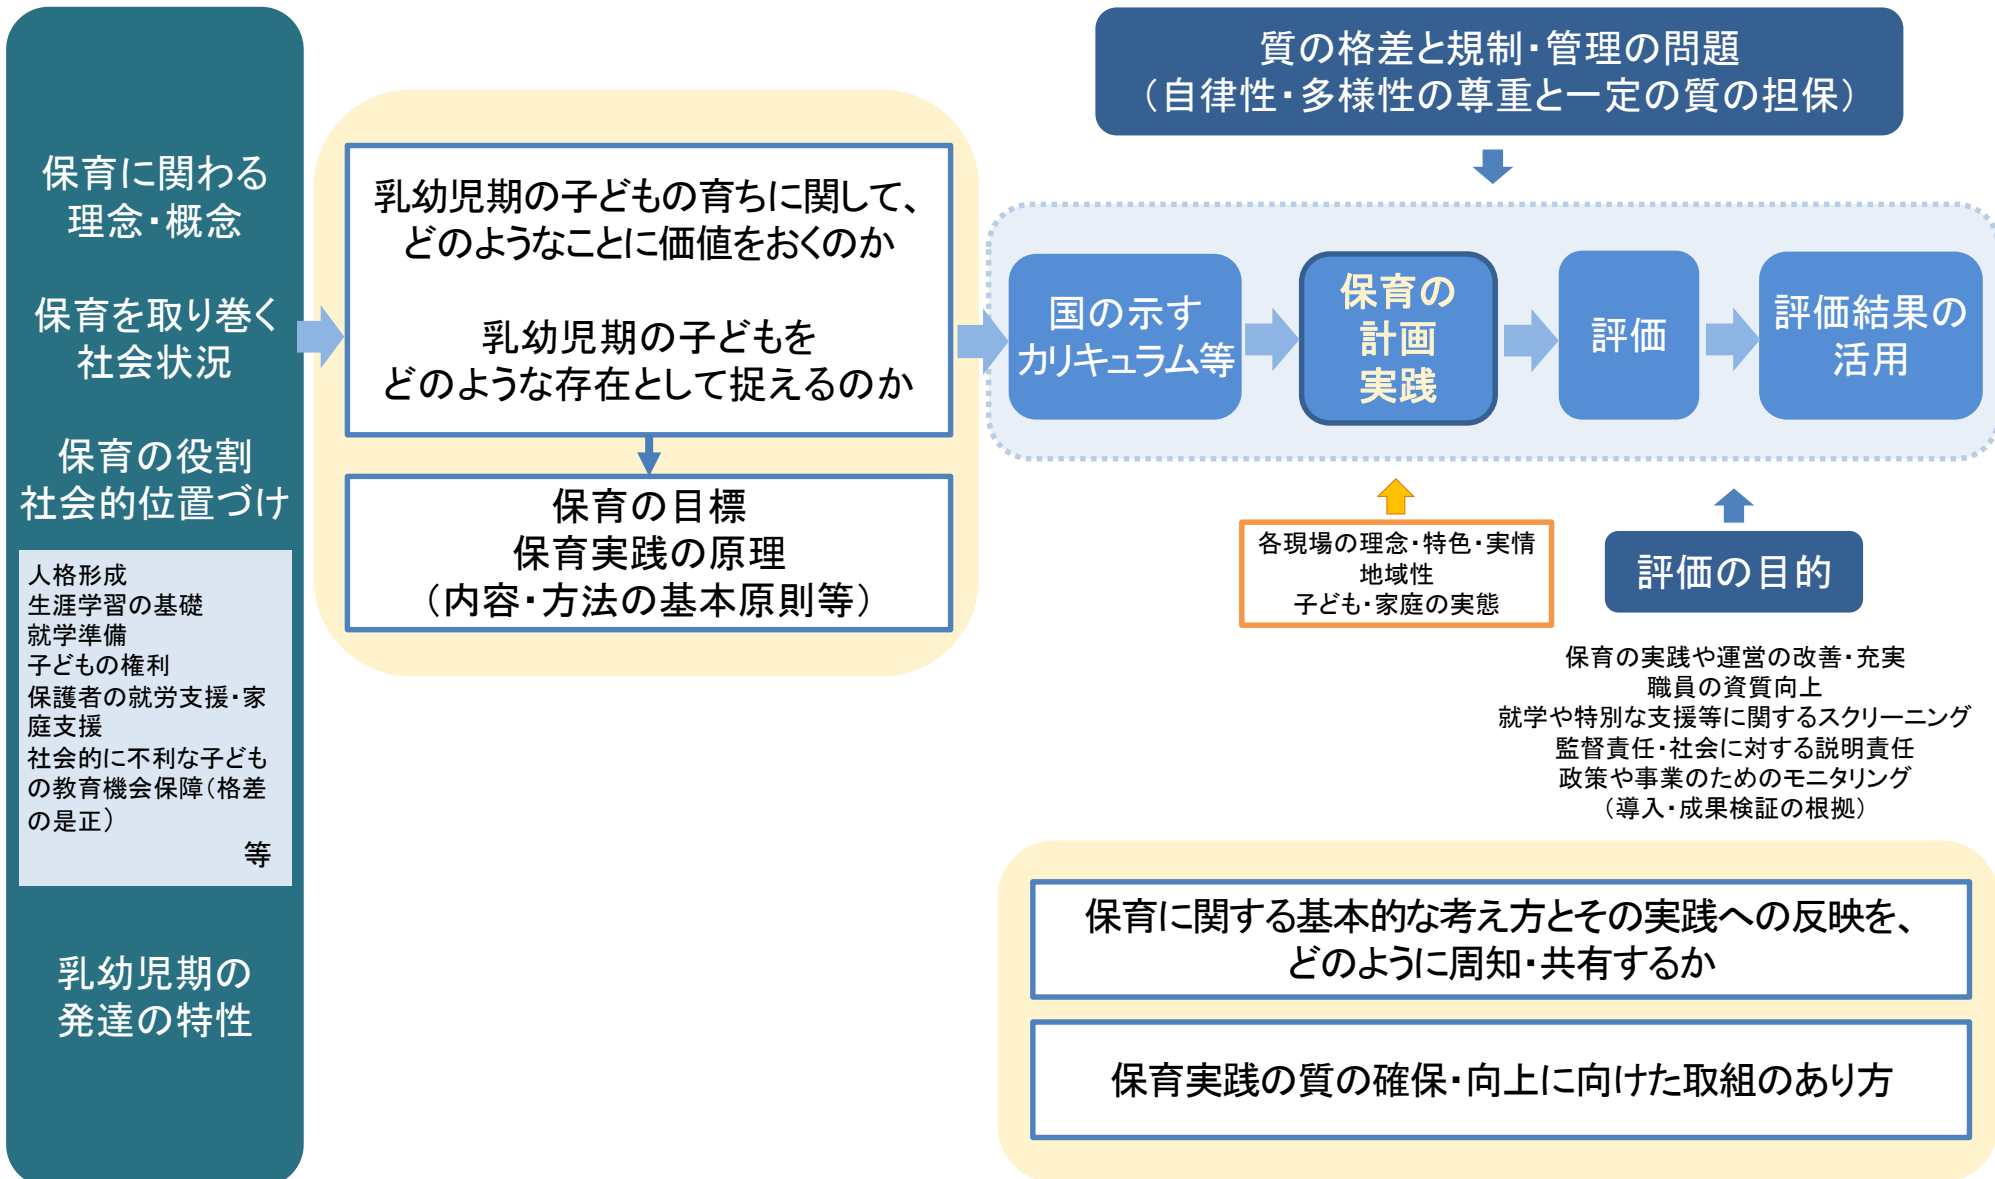 保育に関わる
理念・概念
保育を取り巻く
社会状況
保育の役割
社会的位置づけ
人格形成
生涯学習の基礎
就学準備
子どもの権利
保護者の就労支援・家
庭支援
社会的に不利な子ども
の教育機会保障（格差
の是正）
等
乳幼児期の
発達の特性
乳幼児期の子どもの育ちに関して、
どのようなことに価値をおくのか
乳幼児期の子どもを
どのような存在として捉えるのか
保育の目標
保育実践の原理
（内容・方法の基本原則等）
質の格差と規制・管理の問題
（自律性・多様性の尊重と一定の質の担保）
国の示す
カリキュラム等
保育の
計画
実践
評価
評価結果の
活用
各現場の理念・特色・実情
地域性
子ども・家庭の実態
評価の目的
保育の実践や運営の改善・充実
職員の資質向上
就学や特別な支援等に関するスクリーニング
監督責任・社会に対する説明責任
政策や事業のためのモニタリング
（導入・成果検証の根拠）
保育に関する基本的な考え方とその実践への反映を、
どのように周知・共有するか
保育実践の質の確保・向上に向けた取組のあり方